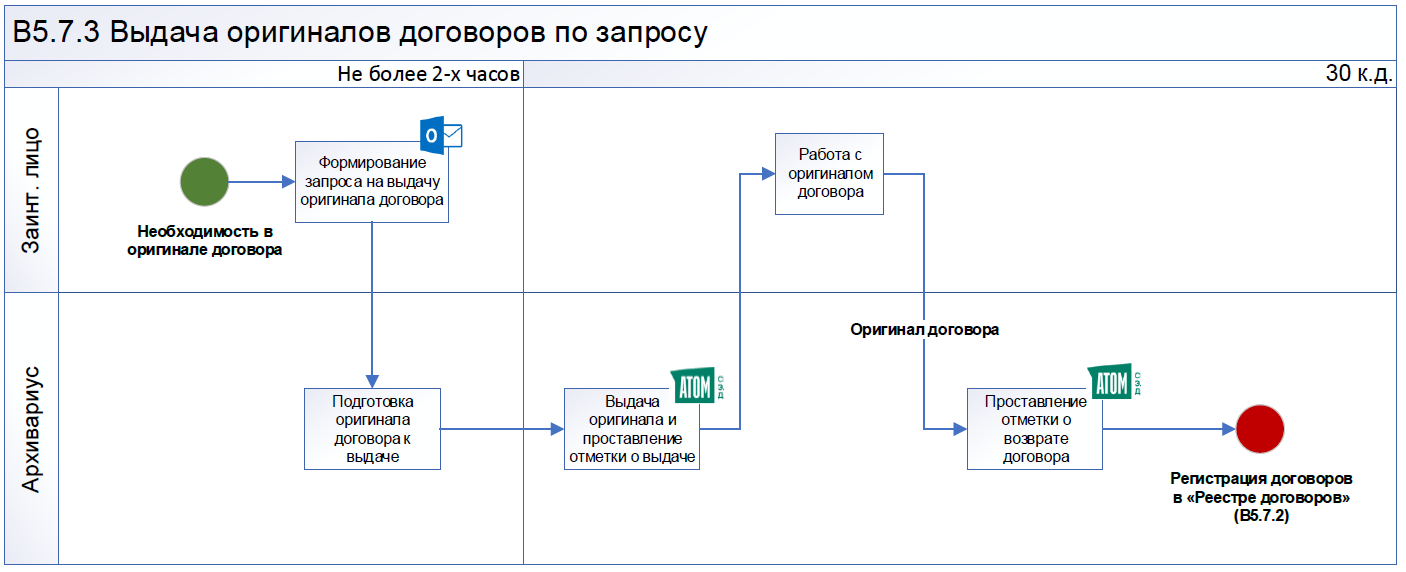 В5.7.3 Выдача оригиналов договоров по запросу
Не более 2-х часов
30 к.д.
Заинт. лицо
Необходимость в
оригинале договора
O
Формирование
запроса на выдачу
оригинала договора
Работа с
оригиналом
договора
Оригинал договора
Архивариус
Подготовка
оригинала
договора к
выдаче
АТОМ
СЭД
Выдача
оригинала и
проставление
отметки о выдаче
АТОМ
СЭД
Проставление
отметки о
возврате
договора
Регистрация договоров
в «Реестре договоров»
(В5.7.2)